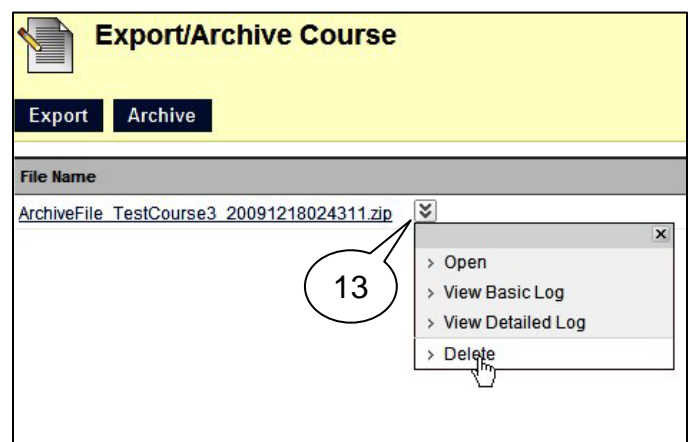 Export/Archive Course
Export Archive
File Name
ArchiveFile_TestCourse3_20091218024311.zip
x
13
> Open
> View Basic Log
> View Detailed Log
> Delete